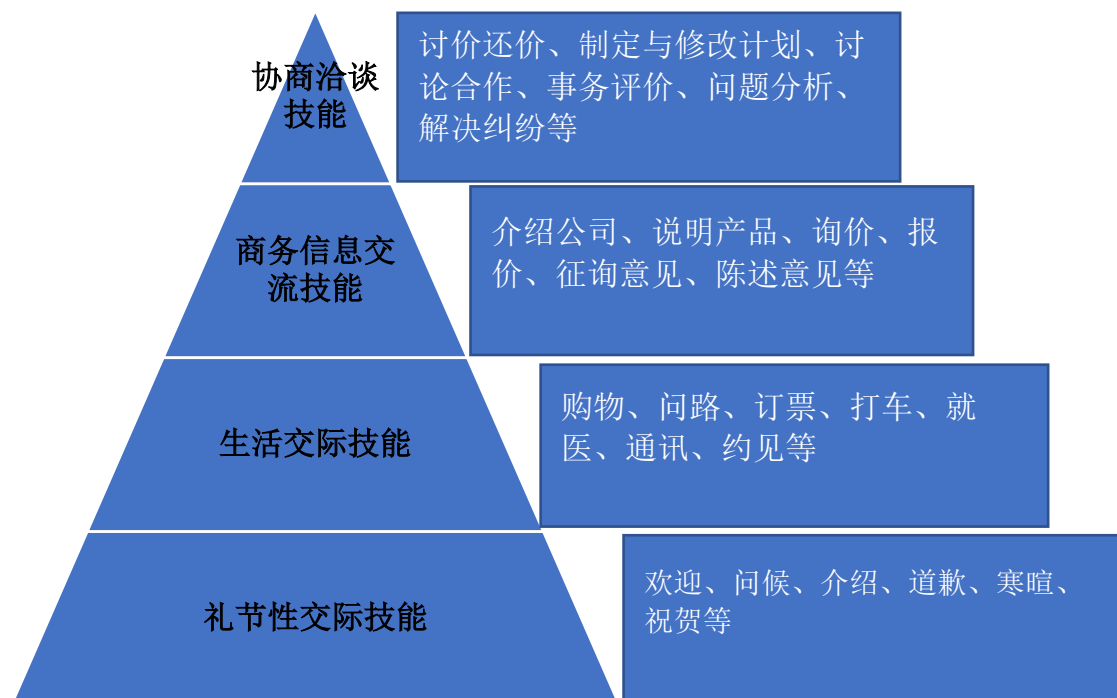 协商洽谈
技能
讨价还价、制定与修改计划、讨
论合作、事务评价、问题分析、
解决纠纷等
商务信息交
流技能
介绍公司、说明产品、询价、报
价、征询意见、陈述意见等
生活交际技能
购物、问路、订票、打车、就
医、通讯、约见等
礼节性交际技能
欢迎、问候、介绍、道歉、寒暄、
祝贺等